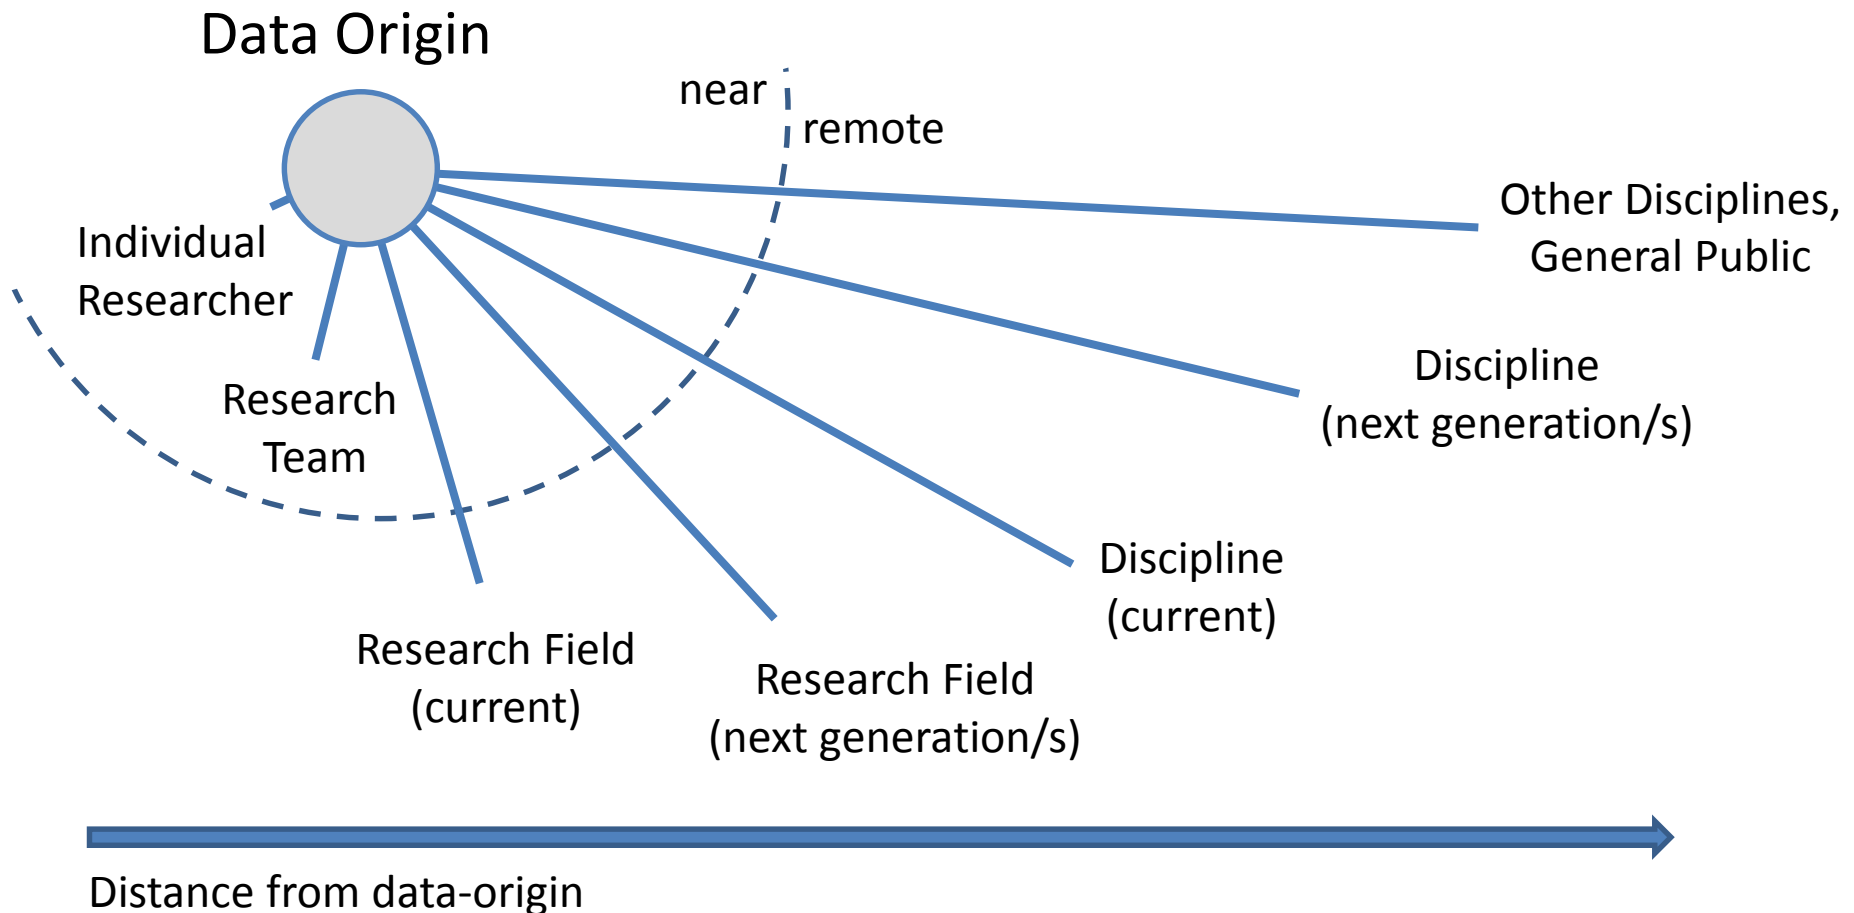 Data Origin
near
remote
Individual
Researcher
Research
Team
Research Field
(current)
Research Field
(next generation/s)
Discipline
(current)
Discipline
(next generation/s)
Other Disciplines,
General Public
Distance from data-origin